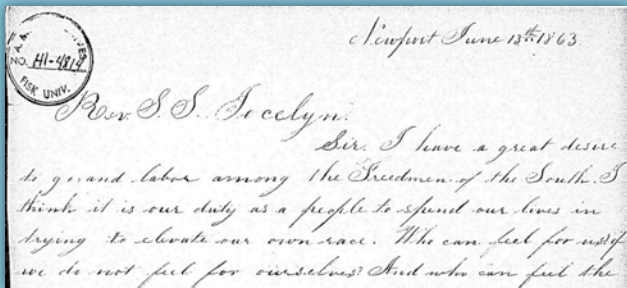 NO. H1-4814
FISK UNIV.
Newport June 13th 1863.
Rev. S. S. Jocelyn.
Sir. I have a great desire
to go and labor among the Freedmen of the South. I
think it is our duty as a people to spend our lives in
trying to elevate our own race. Who can feel for us if
we do not feel for ourselves? And who can feel the